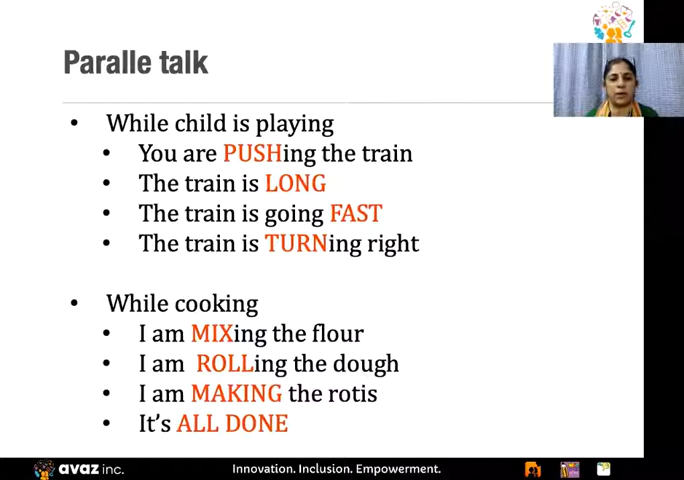 Paralle talk
• While child is playing
• You are PUSHing the train
• The train is LONG
• The train is going FAST
• The train is TURNing right
• While cooking
• I am MIXing the flour
• I am ROLLing the dough
• I am MAKING the rotis
• It's ALL DONE
avaz inc.
Innovation. Inclusion. Empowerment.